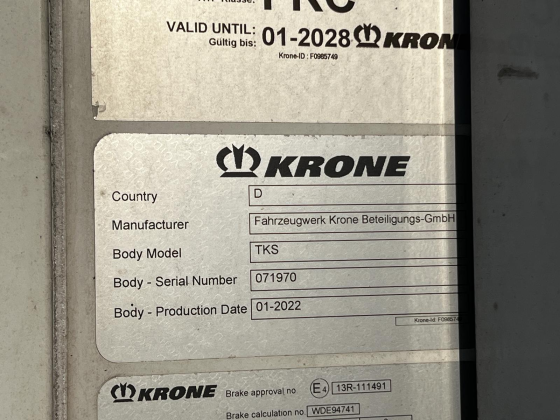 FRC
VALID UNTIL: 01-2028 KRONE
Gültig bis:
Krone-ID : F0985749
KRONE
Country D
Manufacturer Fahrzeugwerk Krone Beteiligungs-GmbH
Body Model TKS
Body - Serial Number 071970
Body - Production Date 01-2022
KRONE
Brake approval no E4 13R-111491
Brake calculation no WDE94741